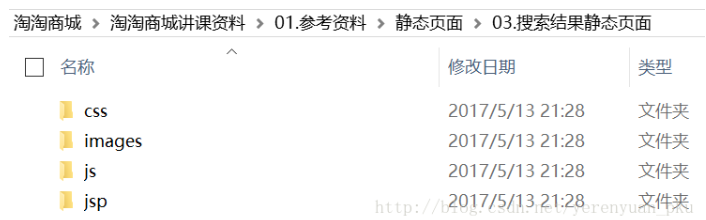 淘淘商城 > 淘淘商城讲课资料 > 01.参考资料 > 静态页面 > 03.搜索结果静态页面
名称 修改日期 类型
css 2017/5/13 21:28 文件夹
images 2017/5/13 21:28 文件夹
js 2017/5/13 21:28 文件夹
jsp 2017/5/13 21:28 文件夹
http://blog.csdn.net/yerenyuan_pku